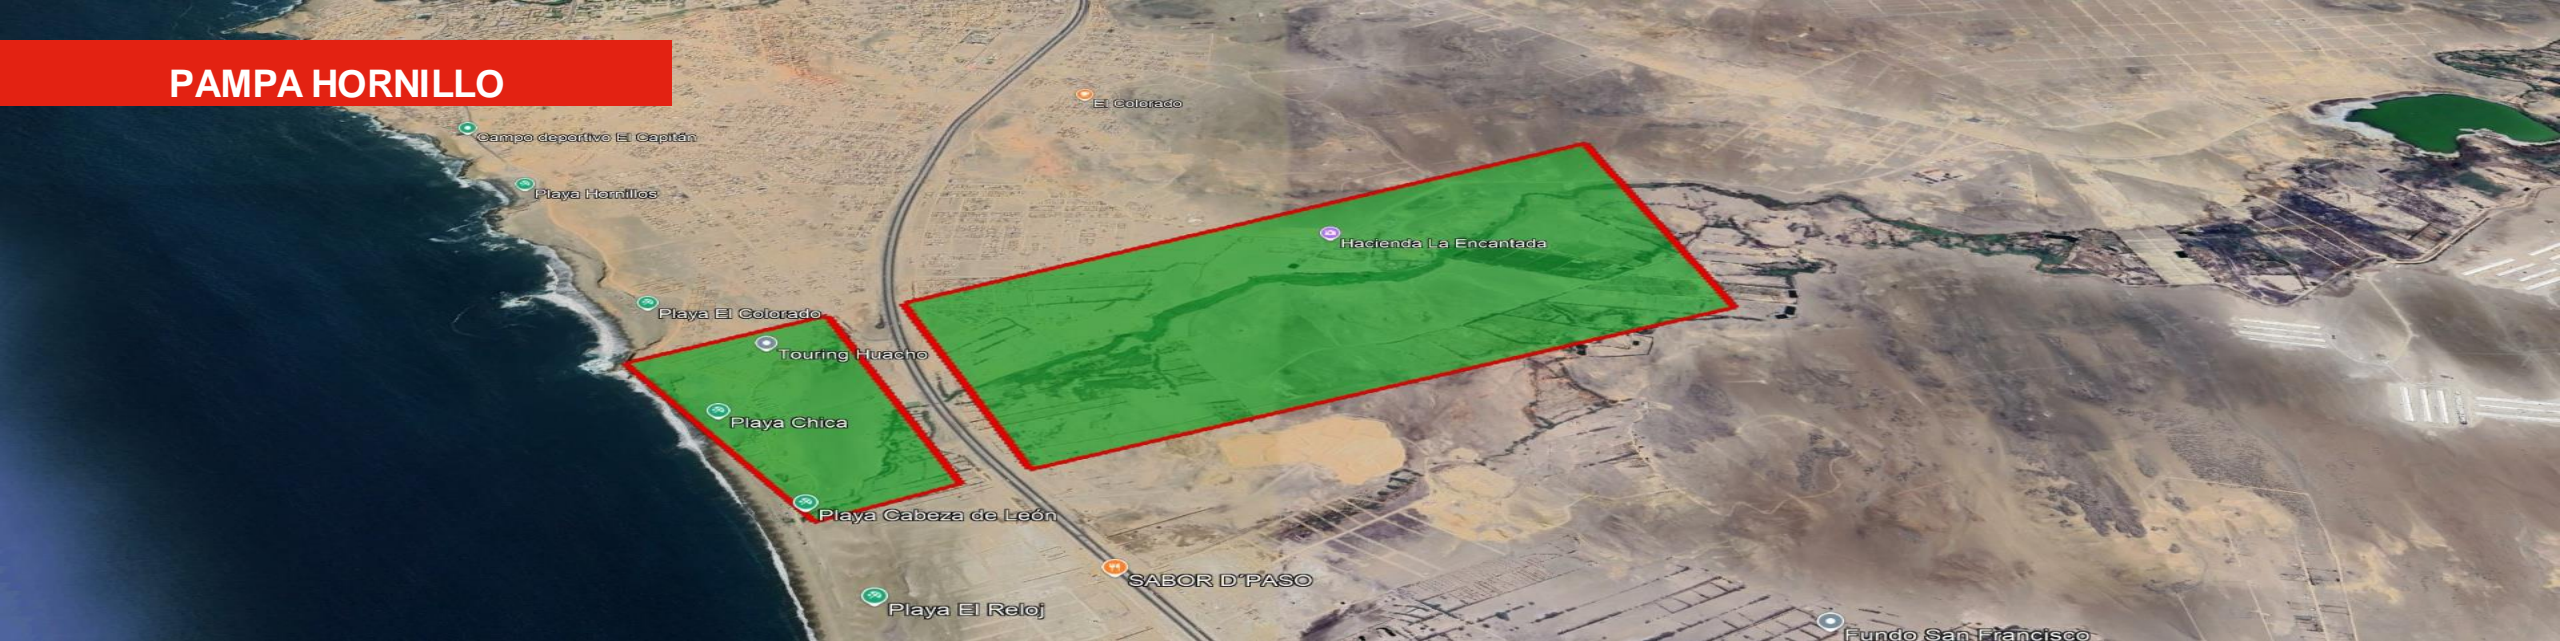 PAMPA HORNILLO
El Colorado
Campo deportivo El Capitán
Playa Hornillos
Hacienda La Encantada
Playa El Colorado
Touring Huacho
Playa Chica
Playa Cabeza de León
SABOR D´PASO
Playa El Reloj
Fundo San Francisco